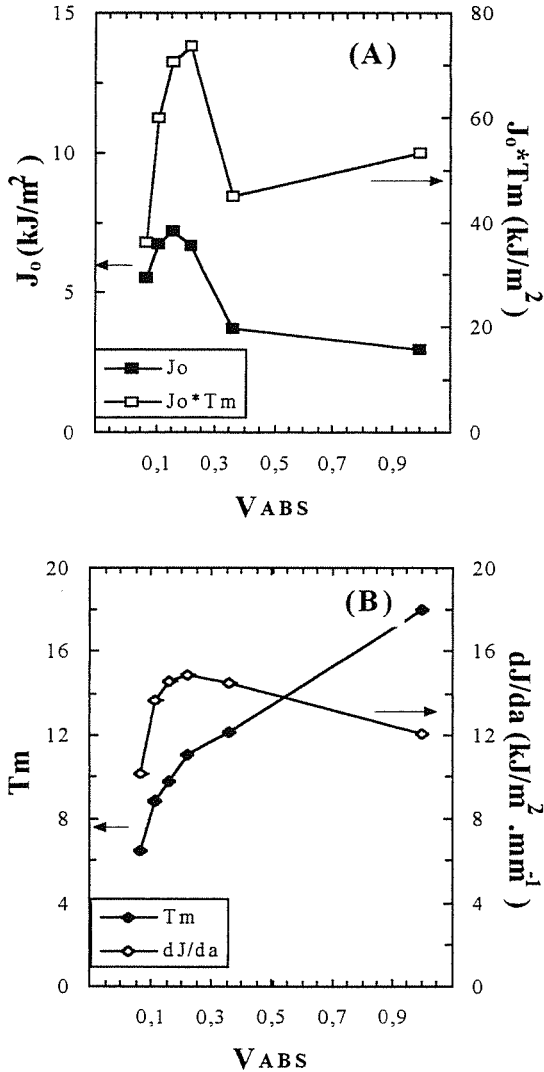 15
80
(A)
60
10
40
5
20
0
0
Jo (kJ/m2)
Jo*Tm (kJ/m2)
Jo
Jo*Tm
0,1 0,3 0,5 0,7 0,9
VABS
20
20
(B)
16
16
12
12
8
8
4
4
0
0
Tm
dJ/da (kJ/m2.mm-1)
Tm
dJ/da
0,1 0,3 0,5 0,7 0,9
VABS